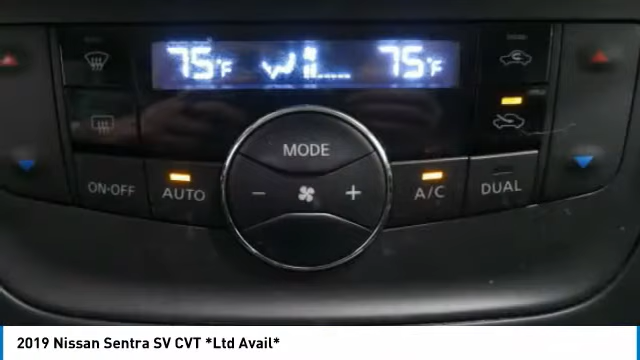 75°F 75°F
MODE
ON-OFF AUTO - + A/C DUAL
2019 Nissan Sentra SV CVT *Ltd Avail*